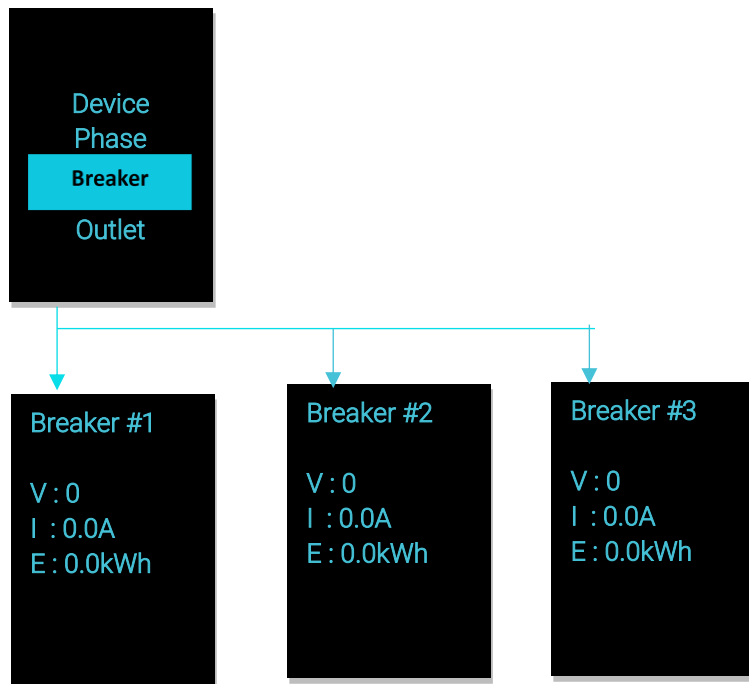 Device
Phase
Breaker
Outlet
Breaker #1
V : 0
I : 0.0A
E : 0.0kWh
Breaker #2
V : 0
I : 0.0A
E : 0.0kWh
Breaker #3
V : 0
I : 0.0A
E : 0.0kWh